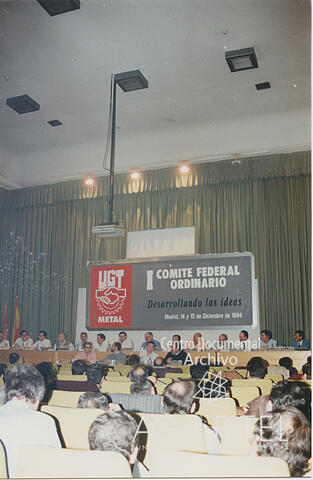 UGT
METAL
I COMITE FEDERAL
ORDINARIO
Desarrollando las ideas
Madrid, 14 y 15 de Diciembre de 1994
Centro Documental
Archivo